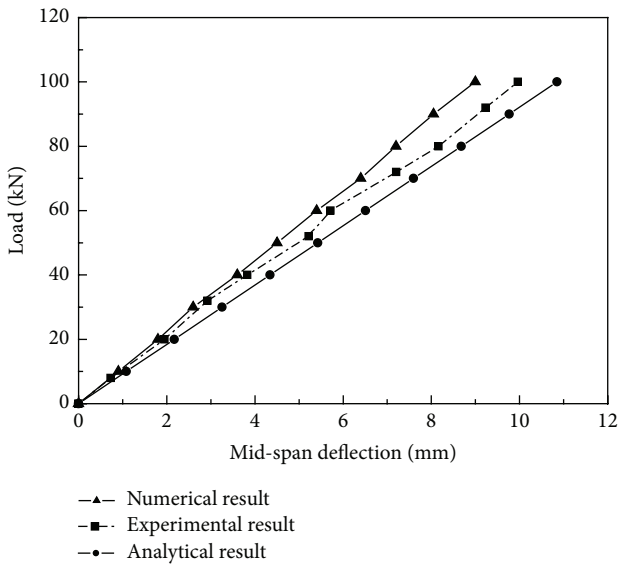 120
100
80
60
40
20
0
Load (kN)
0 2 4 6 8 10 12
Mid-span deflection (mm)
Numerical result
Experimental result
Analytical result